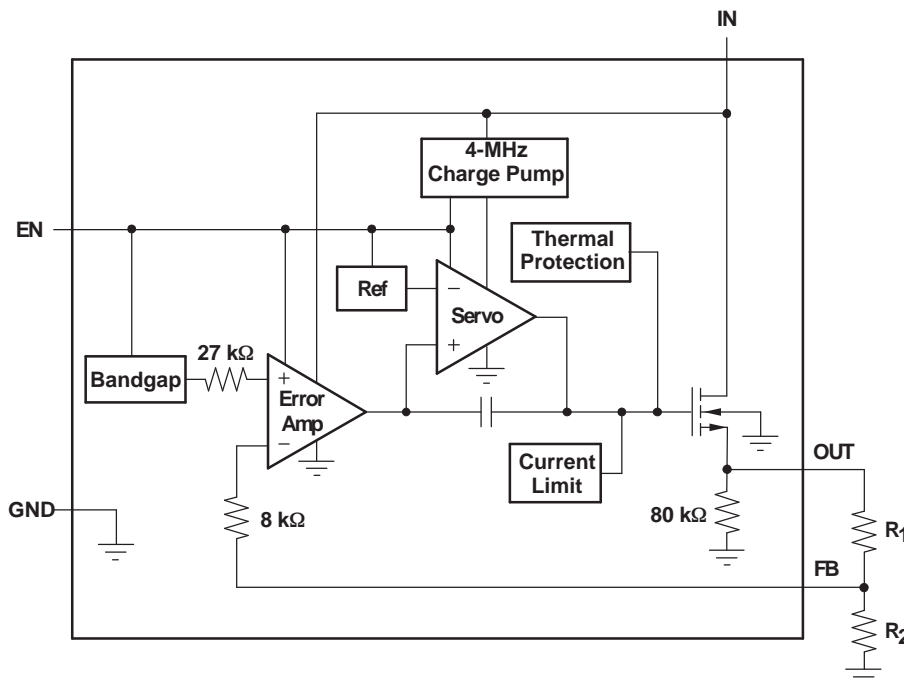 IN
4-MHz
Charge Pump
EN
Thermal
Protection
Ref
−
Servo
+
27 kΩ
Bandgap
+
Error
Amp
−
Current
Limit
OUT
GND
8 kΩ
80 kΩ
R1
FB
R2